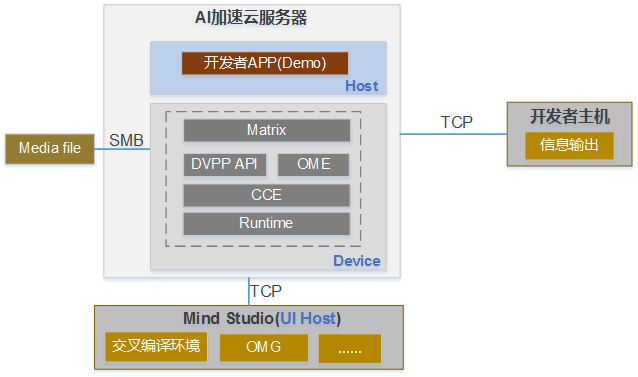 AI加速云服务器
开发者APP(Demo)
Host
Matrix
DVPP API
OME
CCE
Runtime
Device
Media file
SMB
TCP
开发者主机
信息输出
TCP
Mind Studio(UI Host)
交叉编译环境
OMG
......